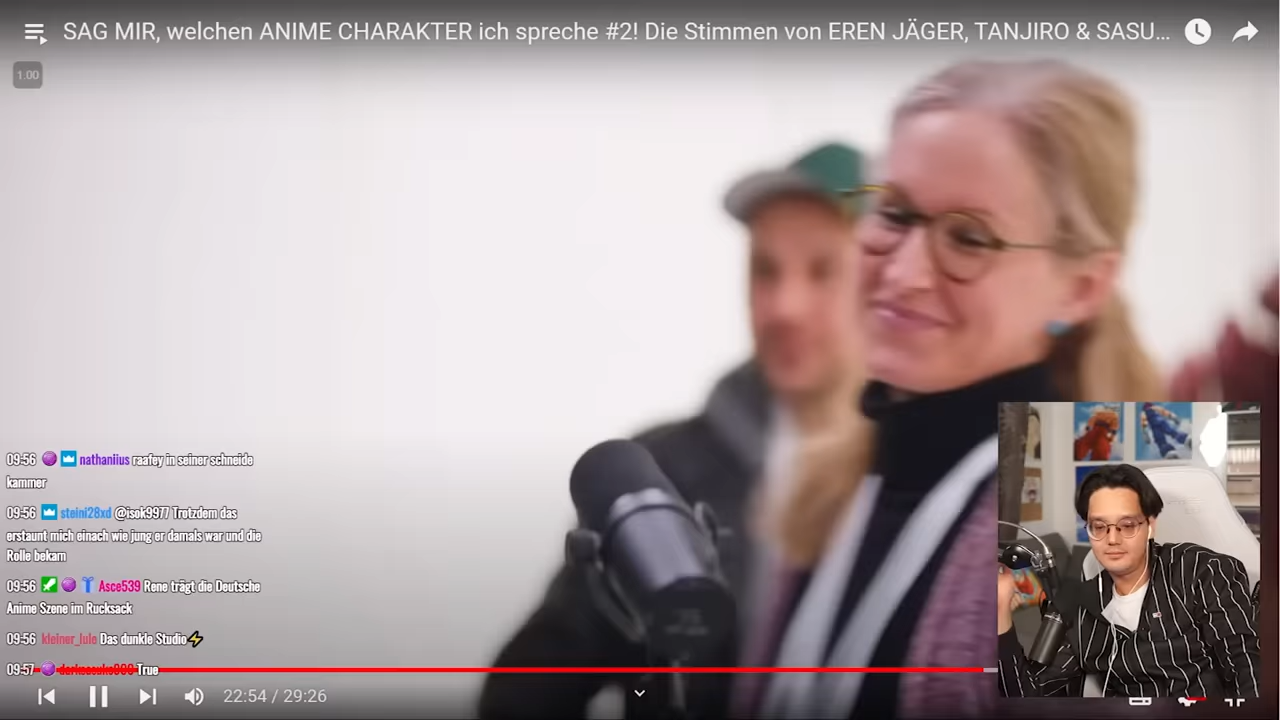 SAG MIR, welchen ANIME CHARAKTER ich spreche #2! Die Stimmen von EREN JÄGER, TANJIRO & SASU...
1.00
09:56 nathaniius raafey in seiner schneide
kammer
09:56 steini28xd @isok9977 Trotzdem das
erstaunt mich einach wie jung er damals war und die
Rolle bekam
09:56 Asce539 Rene trägt die Deutsche
Anime Szene im Rucksack
09:56 kleiner_lule Das dunkle Studio⚡
09:57 True
22:54 / 29:26